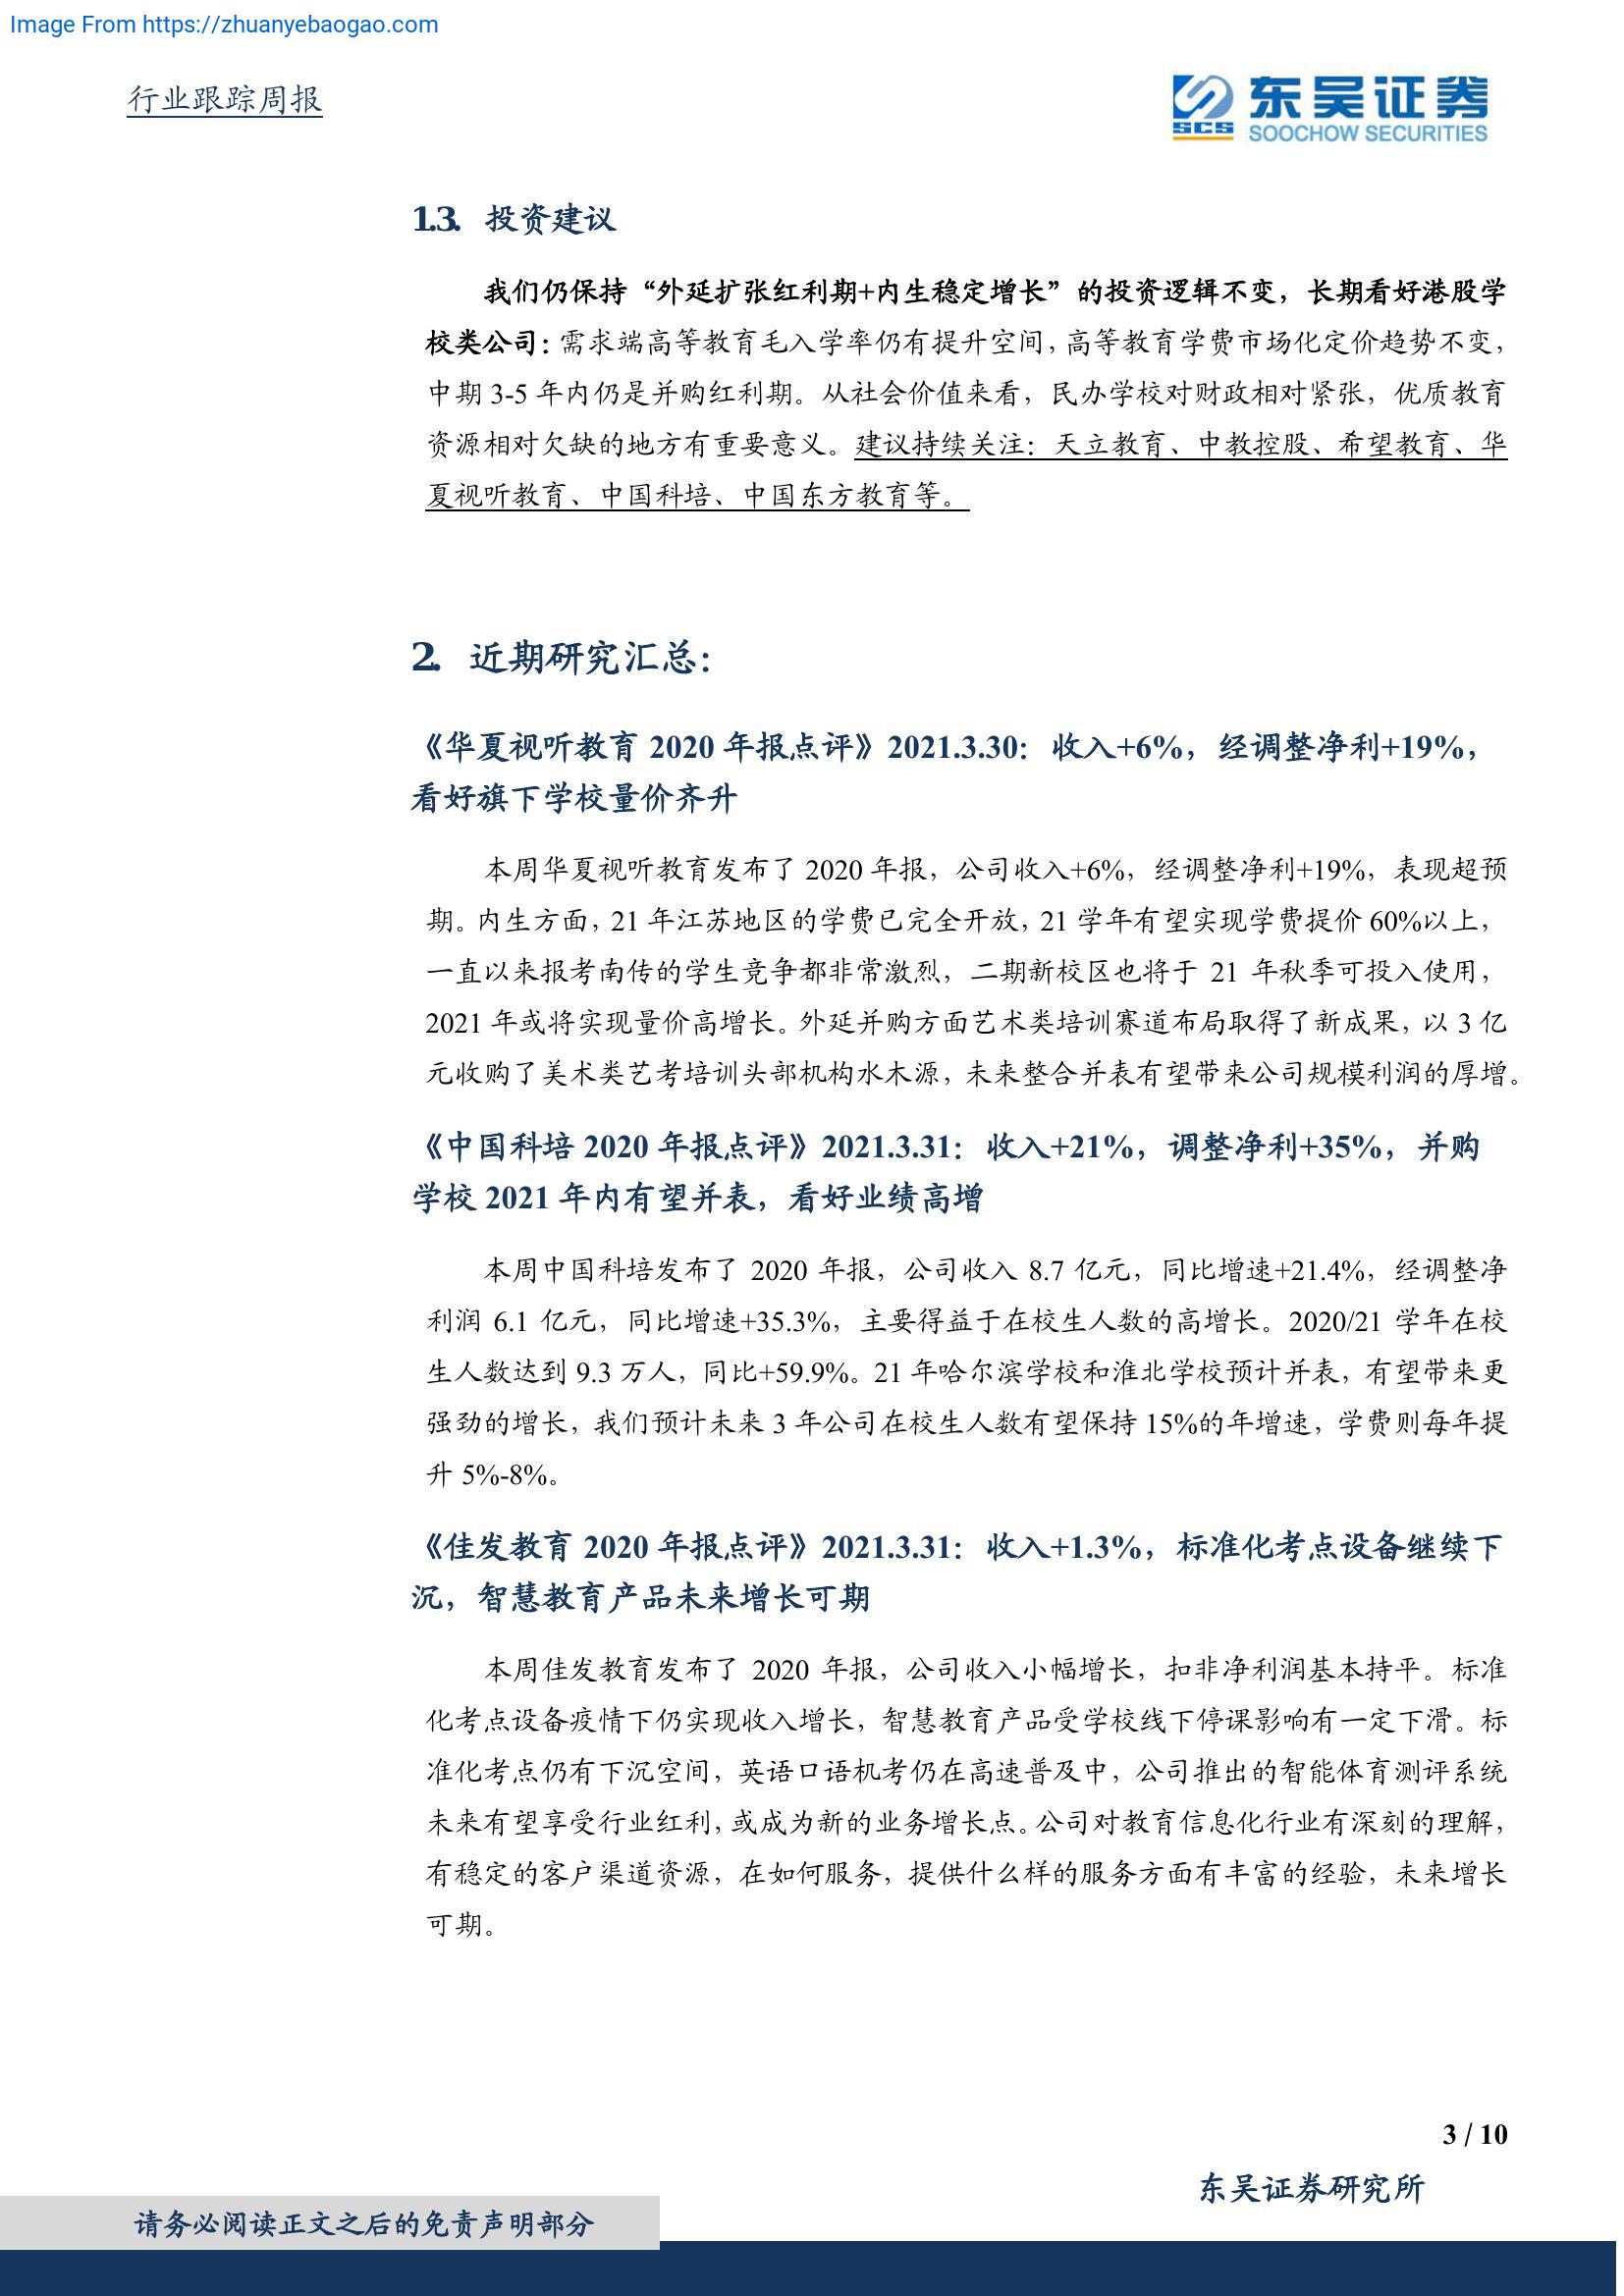 Image From https://zhuanyebaogao.com
行业跟踪周报
东吴证券
SCS
SOOCHOW SECURITIES
1.3. 投资建议
我们仍保持“外延扩张红利期+内生稳定增长”的投资逻辑不变，长期看好港股学
校类公司：需求端高等教育毛入学率仍有提升空间，高等教育学费市场化定价趋势不变，
中期 3-5 年内仍是并购红利期。从社会价值来看，民办学校对财政相对紧张，优质教育
资源相对欠缺的地方有重要意义。建议持续关注：天立教育、中教控股、希望教育、华
夏视听教育、中国科培、中国东方教育等。
2. 近期研究汇总：
《华夏视听教育 2020 年报点评》2021.3.30：收入+6%，经调整净利+19%，
看好旗下学校量价齐升
本周华夏视听教育发布了 2020 年报，公司收入+6%，经调整净利+19%，表现超预
期。内生方面，21 年江苏地区的学费已完全开放，21 学年有望实现学费提价 60%以上，
一直以来报考南传的学生竞争都非常激烈，二期新校区也将于 21 年秋季可投入使用，
2021 年或将实现量价高增长。外延并购方面艺术类培训赛道布局取得了新成果，以 3 亿
元收购了美术类艺考培训头部机构水木源，未来整合并表有望带来公司规模利润的厚增。
《中国科培 2020 年报点评》2021.3.31：收入+21%，调整净利+35%，并购
学校 2021 年内有望并表，看好业绩高增
本周中国科培发布了 2020 年报，公司收入 8.7 亿元，同比增速+21.4%，经调整净
利润 6.1 亿元，同比增速+35.3%，主要得益于在校生人数的高增长。2020/21 学年在校
生人数达到 9.3 万人，同比+59.9%。21 年哈尔滨学校和淮北学校预计并表，有望带来更
强劲的增长，我们预计未来 3 年公司在校生人数有望保持 15%的年增速，学费则每年提
升 5%-8%。
《佳发教育 2020 年报点评》2021.3.31：收入+1.3%，标准化考点设备继续下
沉，智慧教育产品未来增长可期
本周佳发教育发布了 2020 年报，公司收入小幅增长，扣非净利润基本持平。标准
化考点设备疫情下仍实现收入增长，智慧教育产品受学校线下停课影响有一定下滑。标
准化考点仍有下沉空间，英语口语机考仍在高速普及中，公司推出的智能体育测评系统
未来有望享受行业红利，或成为新的业务增长点。公司对教育信息化行业有深刻的理解，
有稳定的客户渠道资源，在如何服务，提供什么样的服务方面有丰富的经验，未来增长
可期。
3 / 10
东吴证券研究所
请务必阅读正文之后的免责声明部分